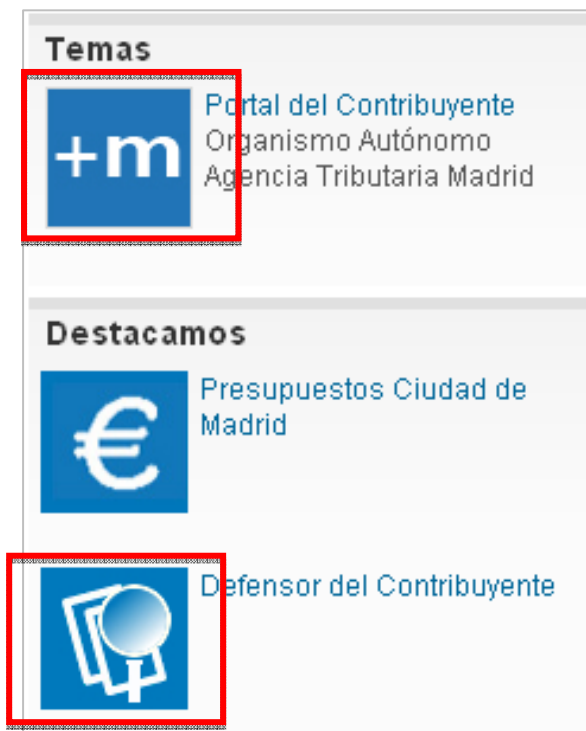 Temas
+m
Portal del Contribuyente
Organismo Autónomo
Agencia Tributaria Madrid
Destacamos
€
Presupuestos Ciudad de
Madrid
Defensor del Contribuyente